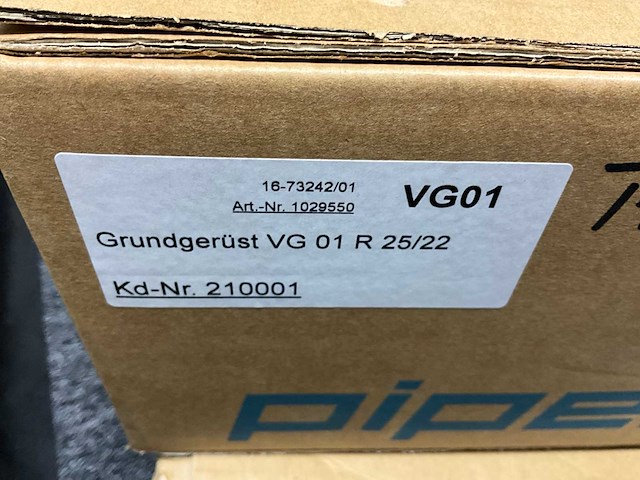 16-73242/01
VG01
Art.-Nr. 1029550
Grundgerüst VG 01 R 25/22
Kd-Nr. 210001